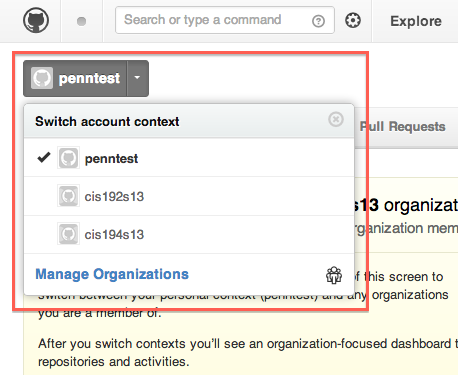 Search or type a command
Explore
penntest
Switch account context
Pull Requests
penntest
cis192s13
s13 organizat
cis194s13
rganization mem
Manage Organizations
of this screen to
switch between your personal context (penntest) and any organizations
you are a member of.
After you switch contexts you'll see an organization-focused dashboard t
repositories and activities.